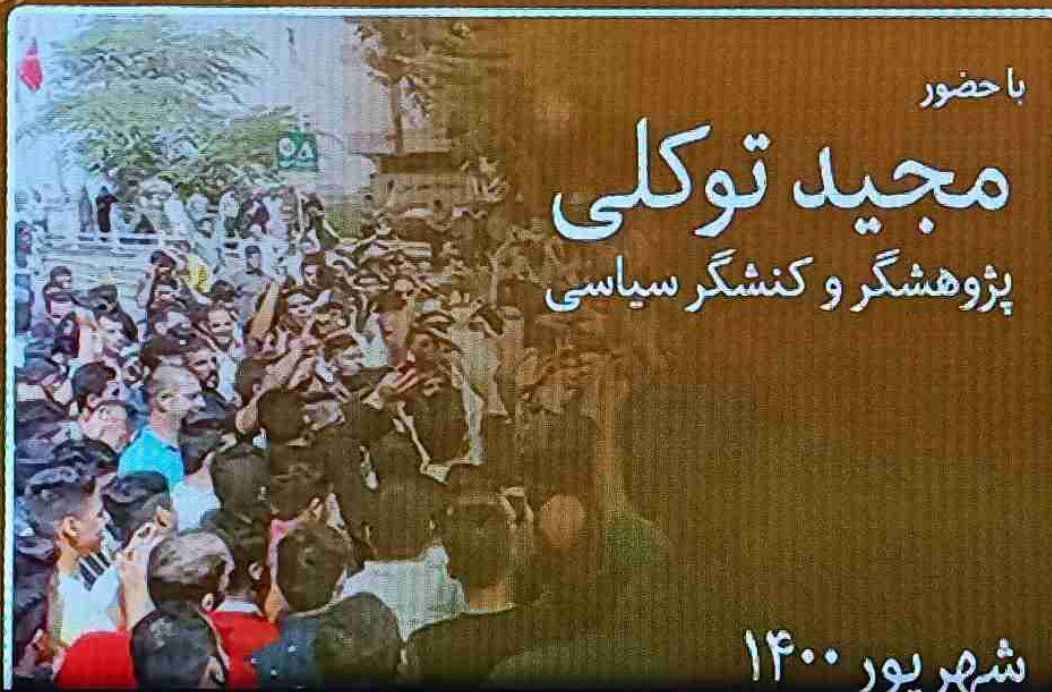 با حضور
مجید توکلی
پژوهشگر و کنشگر سیاسی
شهریور ۱۴۰۰